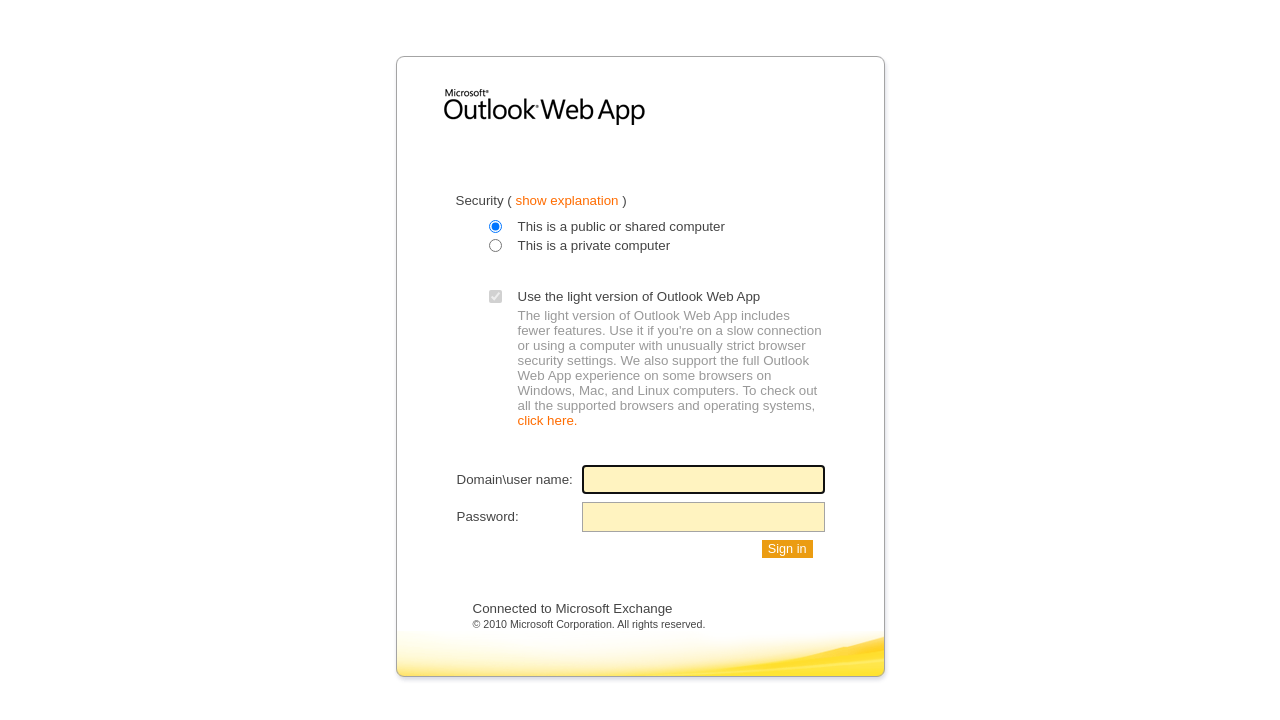 Microsoft®
Outlook® Web App
Security ( show explanation )
This is a public or shared computer
This is a private computer
Use the light version of Outlook Web App
The light version of Outlook Web App includes
fewer features. Use it if you're on a slow connection
or using a computer with unusually strict browser
security settings. We also support the full Outlook
Web App experience on some browsers on
Windows, Mac, and Linux computers. To check out
all the supported browsers and operating systems,
click here.
Domain\user name:
Password:
Sign in
Connected to Microsoft Exchange
© 2010 Microsoft Corporation. All rights reserved.